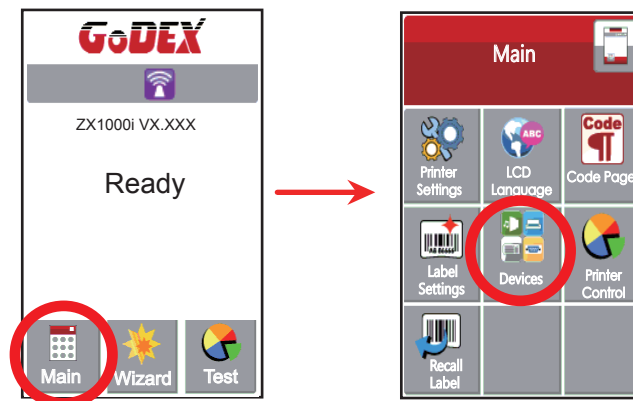 GoDEX
ZX1000i VX.XXX
Ready
Main
Wizard
Test
Main
Printer
Settings
ABC
LCD
Language
Code
Code Page
Label
Settings
Devices
Printer
Control
Recall
Label